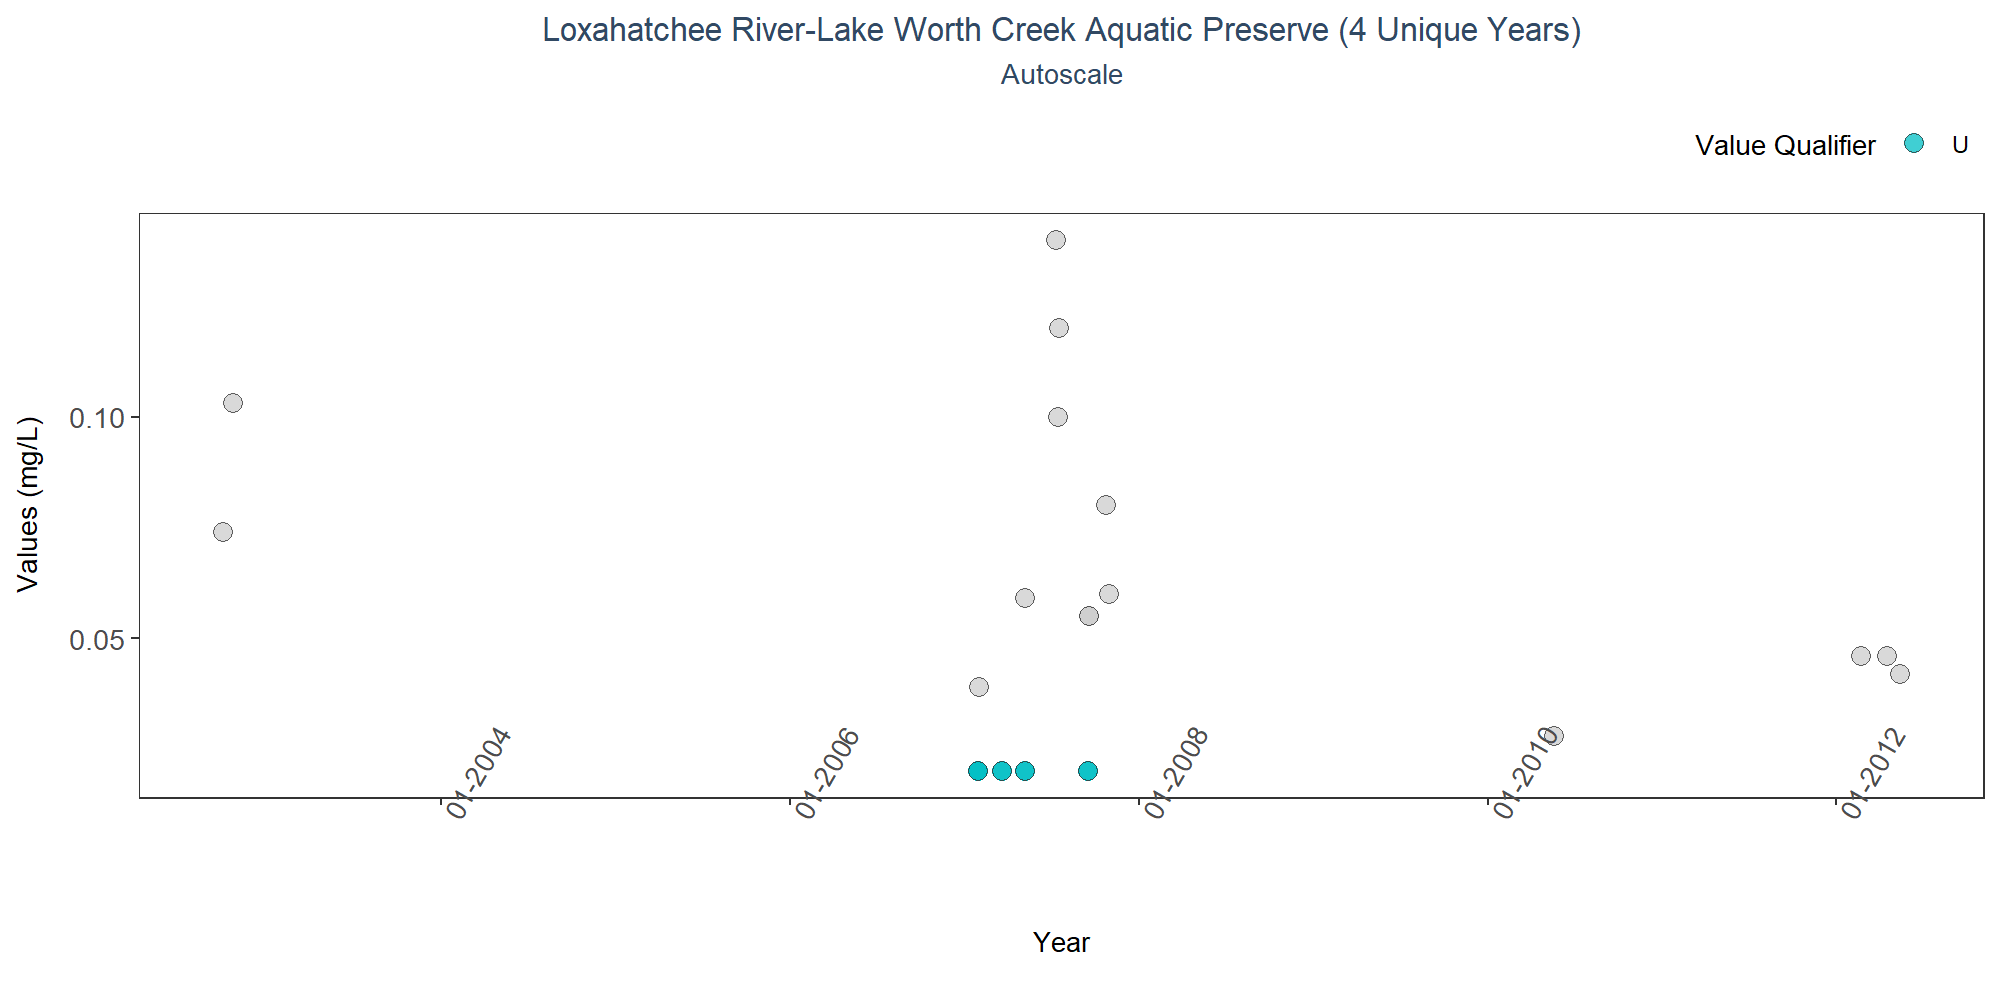 Loxahatchee River-Lake Worth Creek Aquatic Preserve (4 Unique Years)
Autoscale
Value Qualifier U
Values (mg/L)
0.10
0.05
01-2004
01-2006
01-2008
01-2010
01-2012
Year